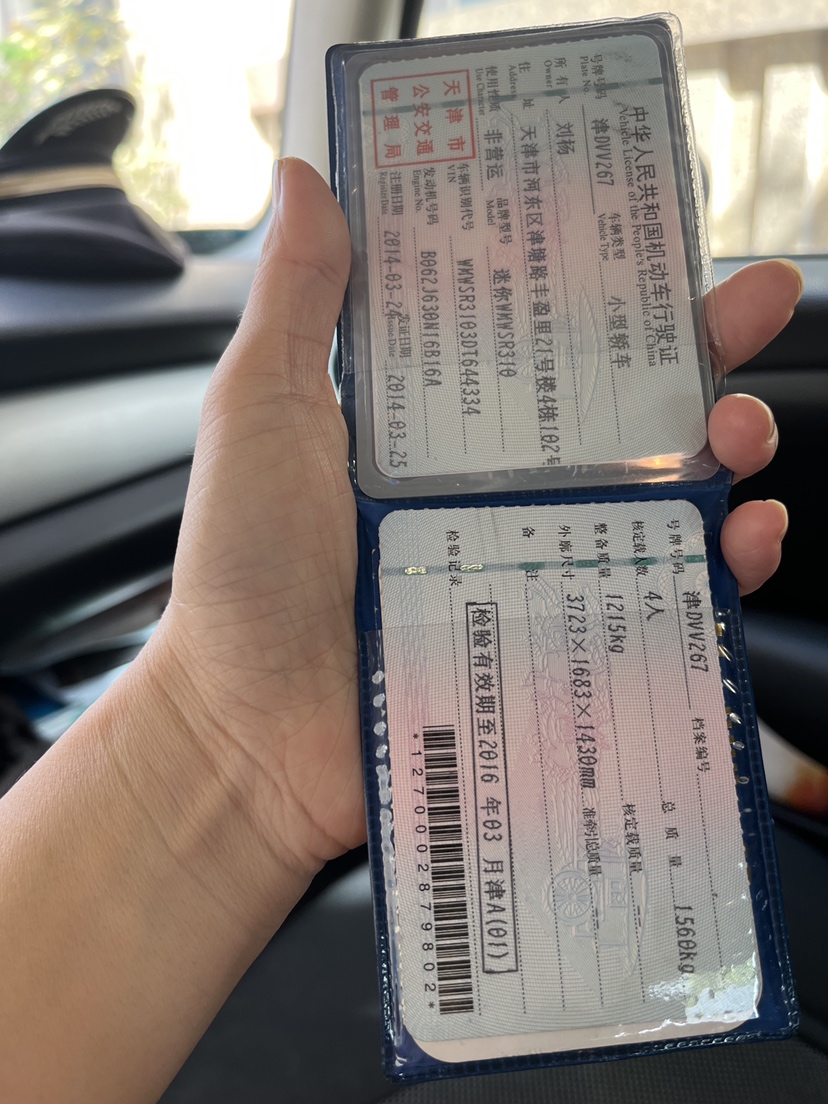 中华人民共和国机动车行驶证
Vehicle License of the People's Republic of China
号牌号码 津DVV267 车辆类型 小型轿车
Plate No. Vehicle Type
所有人 刘杨
Owner
住址 天津市河东区津塘路丰盈里21号楼4栋102号
Address
使用性质 非营运 品牌型号 迷你WMWSR310
Use Character Model
天津市
公安交通
管理局
车辆识别代号 WMWSR3103DT644334
VIN
发动机号码 B062J630N16B16A
Engine No.
注册日期 2014-03-24 发证日期 2014-03-25
Register Date Issue Date
号牌号码 津DVV267 档案编号
核定载人数 4人 总质量 1560kg
整备质量 1215kg 核定载质量 --
外廓尺寸 3723×1683×1430mm 准牵引总质量 --
备注
检验有效期至2016年03月津A(01)
检验记录
*1270002879802*